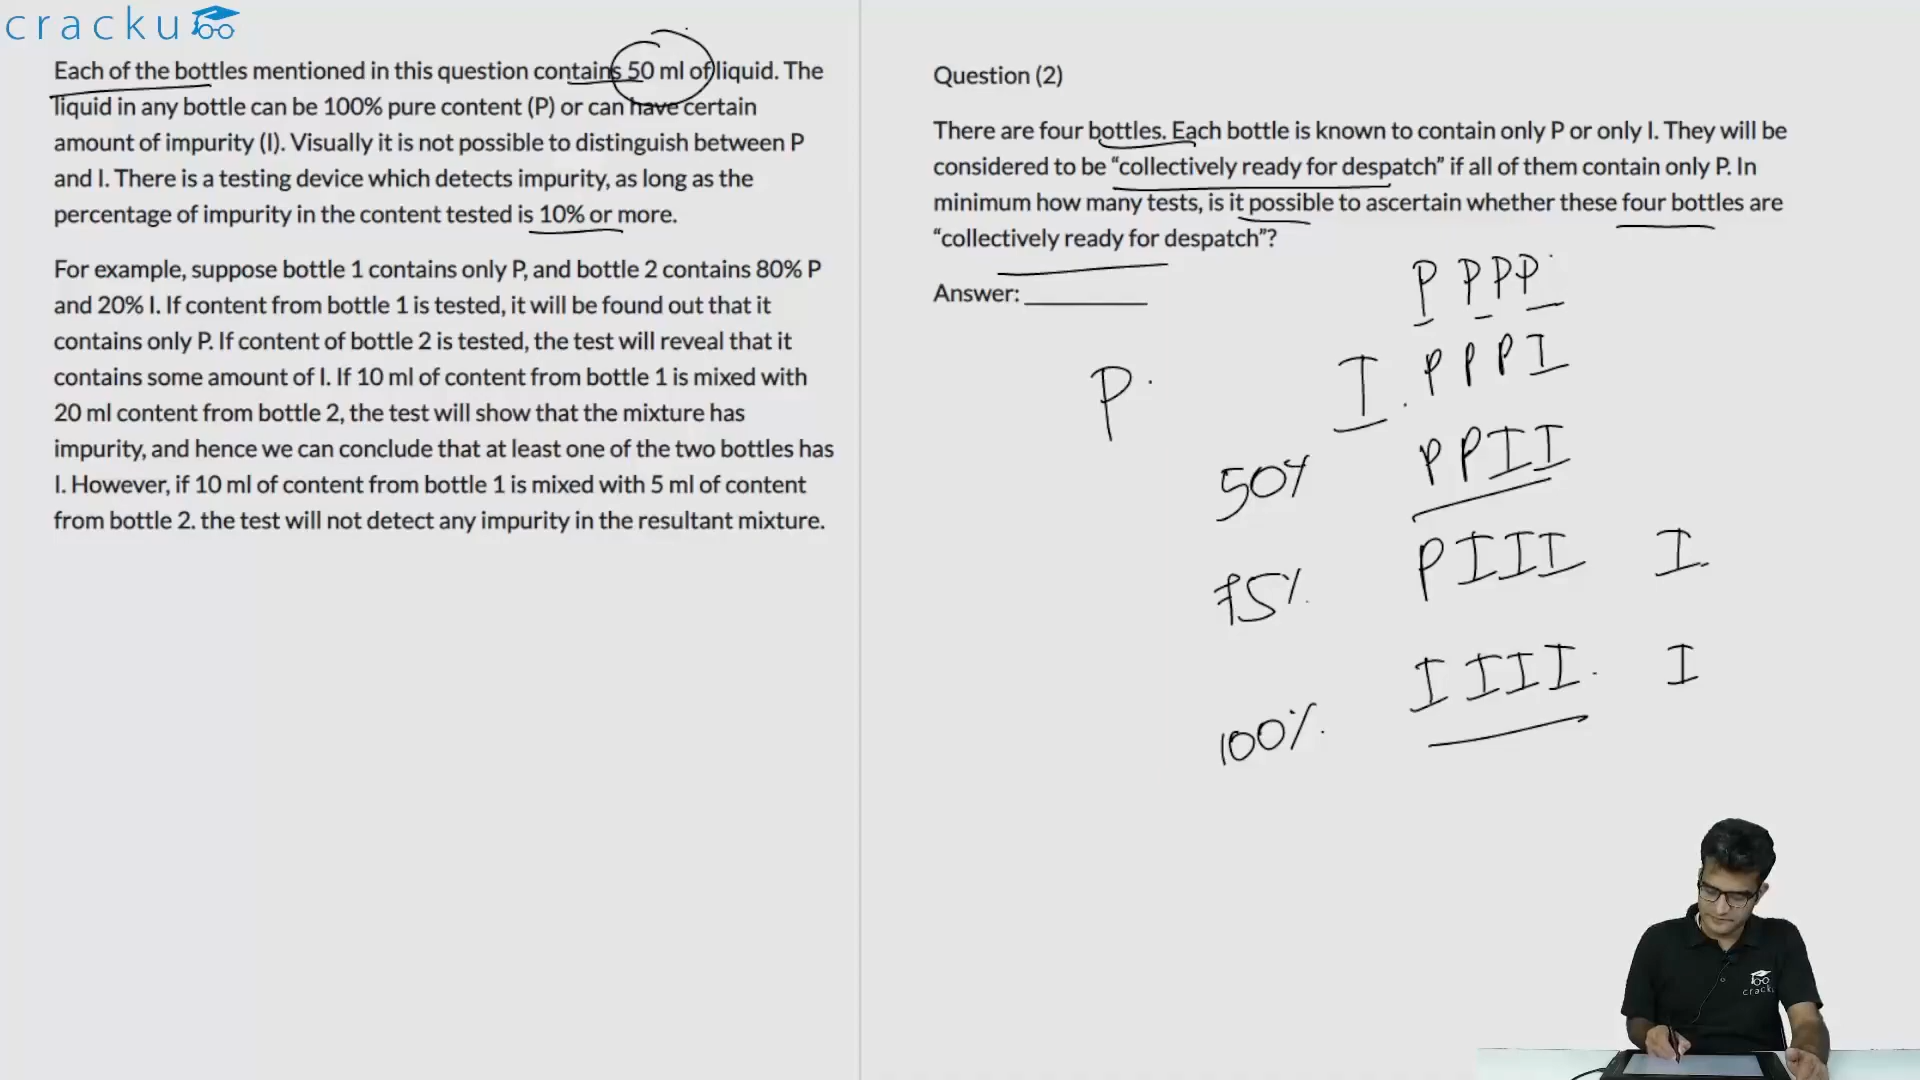 cracku
Each of the bottles mentioned in this question contains 50 ml of liquid. The
liquid in any bottle can be 100% pure content (P) or can have certain
amount of impurity (I). Visually it is not possible to distinguish between P
and I. There is a testing device which detects impurity, as long as the
percentage of impurity in the content tested is 10% or more.
For example, suppose bottle 1 contains only P, and bottle 2 contains 80% P
and 20% I. If content from bottle 1 is tested, it will be found out that it
contains only P. If content of bottle 2 is tested, the test will reveal that it
contains some amount of I. If 10 ml of content from bottle 1 is mixed with
20 ml content from bottle 2, the test will show that the mixture has
impurity, and hence we can conclude that at least one of the two bottles has
I. However, if 10 ml of content from bottle 1 is mixed with 5 ml of content
from bottle 2. the test will not detect any impurity in the resultant mixture.
Question (2)
There are four bottles. Each bottle is known to contain only P or only I. They will be
considered to be “collectively ready for despatch” if all of them contain only P. In
minimum how many tests, is it possible to ascertain whether these four bottles are
“collectively ready for despatch”?
Answer:
P P P P
P I P P P I
50% P P I I
75% P I I I I
100% I I I I I
cracku